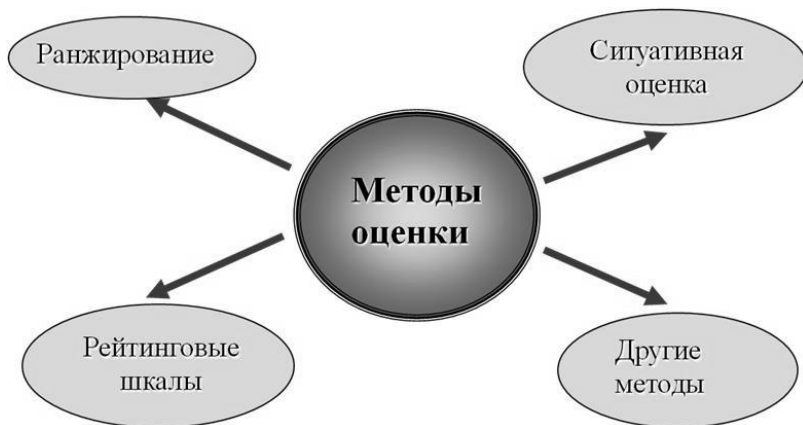 Ранжирование
Ситуативная
оценка
Методы
оценки
Рейтинговые
шкалы
Другие
методы